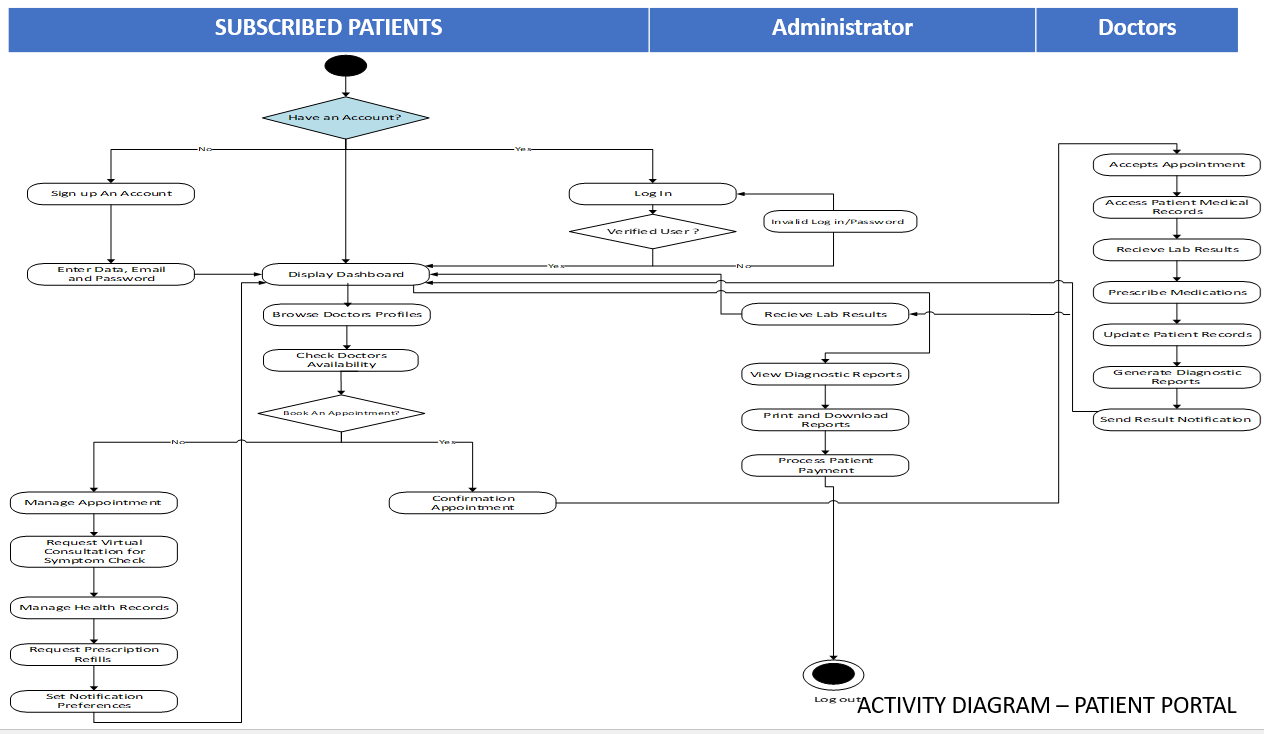 SUBSCRIBED PATIENTS
Administrator
Doctors
Have an Account?
No
Yes
Sign up An Account
Log In
Invalid Log in/Password
Verified User ?
Yes
No
Enter Data, Email
and Password
Display Dashboard
Browse Doctors Profiles
Check Doctors
Availability
Book An Appointment?
No
Yes
Manage Appointment
Request Virtual
Consultation for
Symptom Check
Manage Health Records
Request Prescription
Refills
Set Notification
Preferences
Confirmation
Appointment
Recieve Lab Results
View Diagnostic Reports
Print and Download
Reports
Process Patient
Payment
Log out
Accepts Appointment
Access Patient Medical
Records
Recieve Lab Results
Prescribe Medications
Update Patient Records
Generate Diagnostic
Reports
Send Result Notification
ACTIVITY DIAGRAM – PATIENT PORTAL